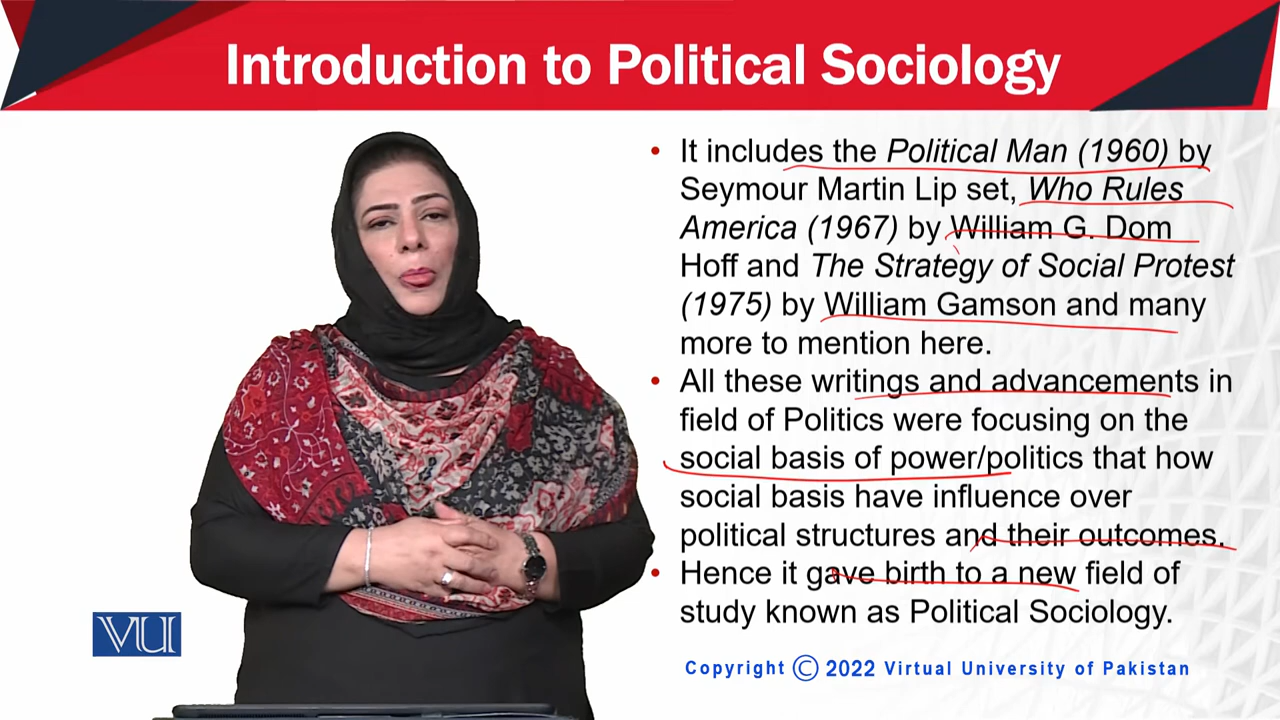 Introduction to Political Sociology
• It includes the Political Man (1960) by
Seymour Martin Lip set, Who Rules
America (1967) by William G. Dom
Hoff and The Strategy of Social Protest
(1975) by William Gamson and many
more to mention here.
• All these writings and advancements in
field of Politics were focusing on the
social basis of power/politics that how
social basis have influence over
political structures and their outcomes.
• Hence it gave birth to a new field of
study known as Political Sociology.
VU
Copyright © 2022 Virtual University of Pakistan